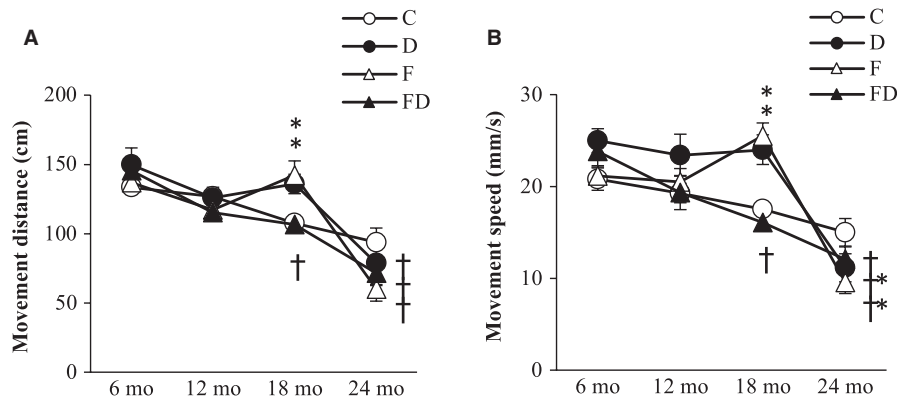 A
C
D
F
FD
Movement distance (cm)
200
150
100
50
0
*
*
†
†
†
†
6 mo
12 mo
18 mo
24 mo
B
C
D
F
FD
Movement speed (mm/s)
30
20
10
0
*
*
†
†
†*
†*
6 mo
12 mo
18 mo
24 mo